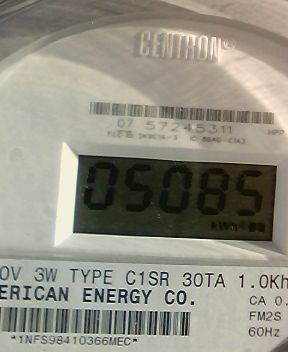 CENTRON®
07 57245311
05085
0V 3W TYPE C1SR 30TA 1.0Kh
ERICAN ENERGY CO.
CA 0.
FM2S
60Hz
*1NFS98410366MEC*